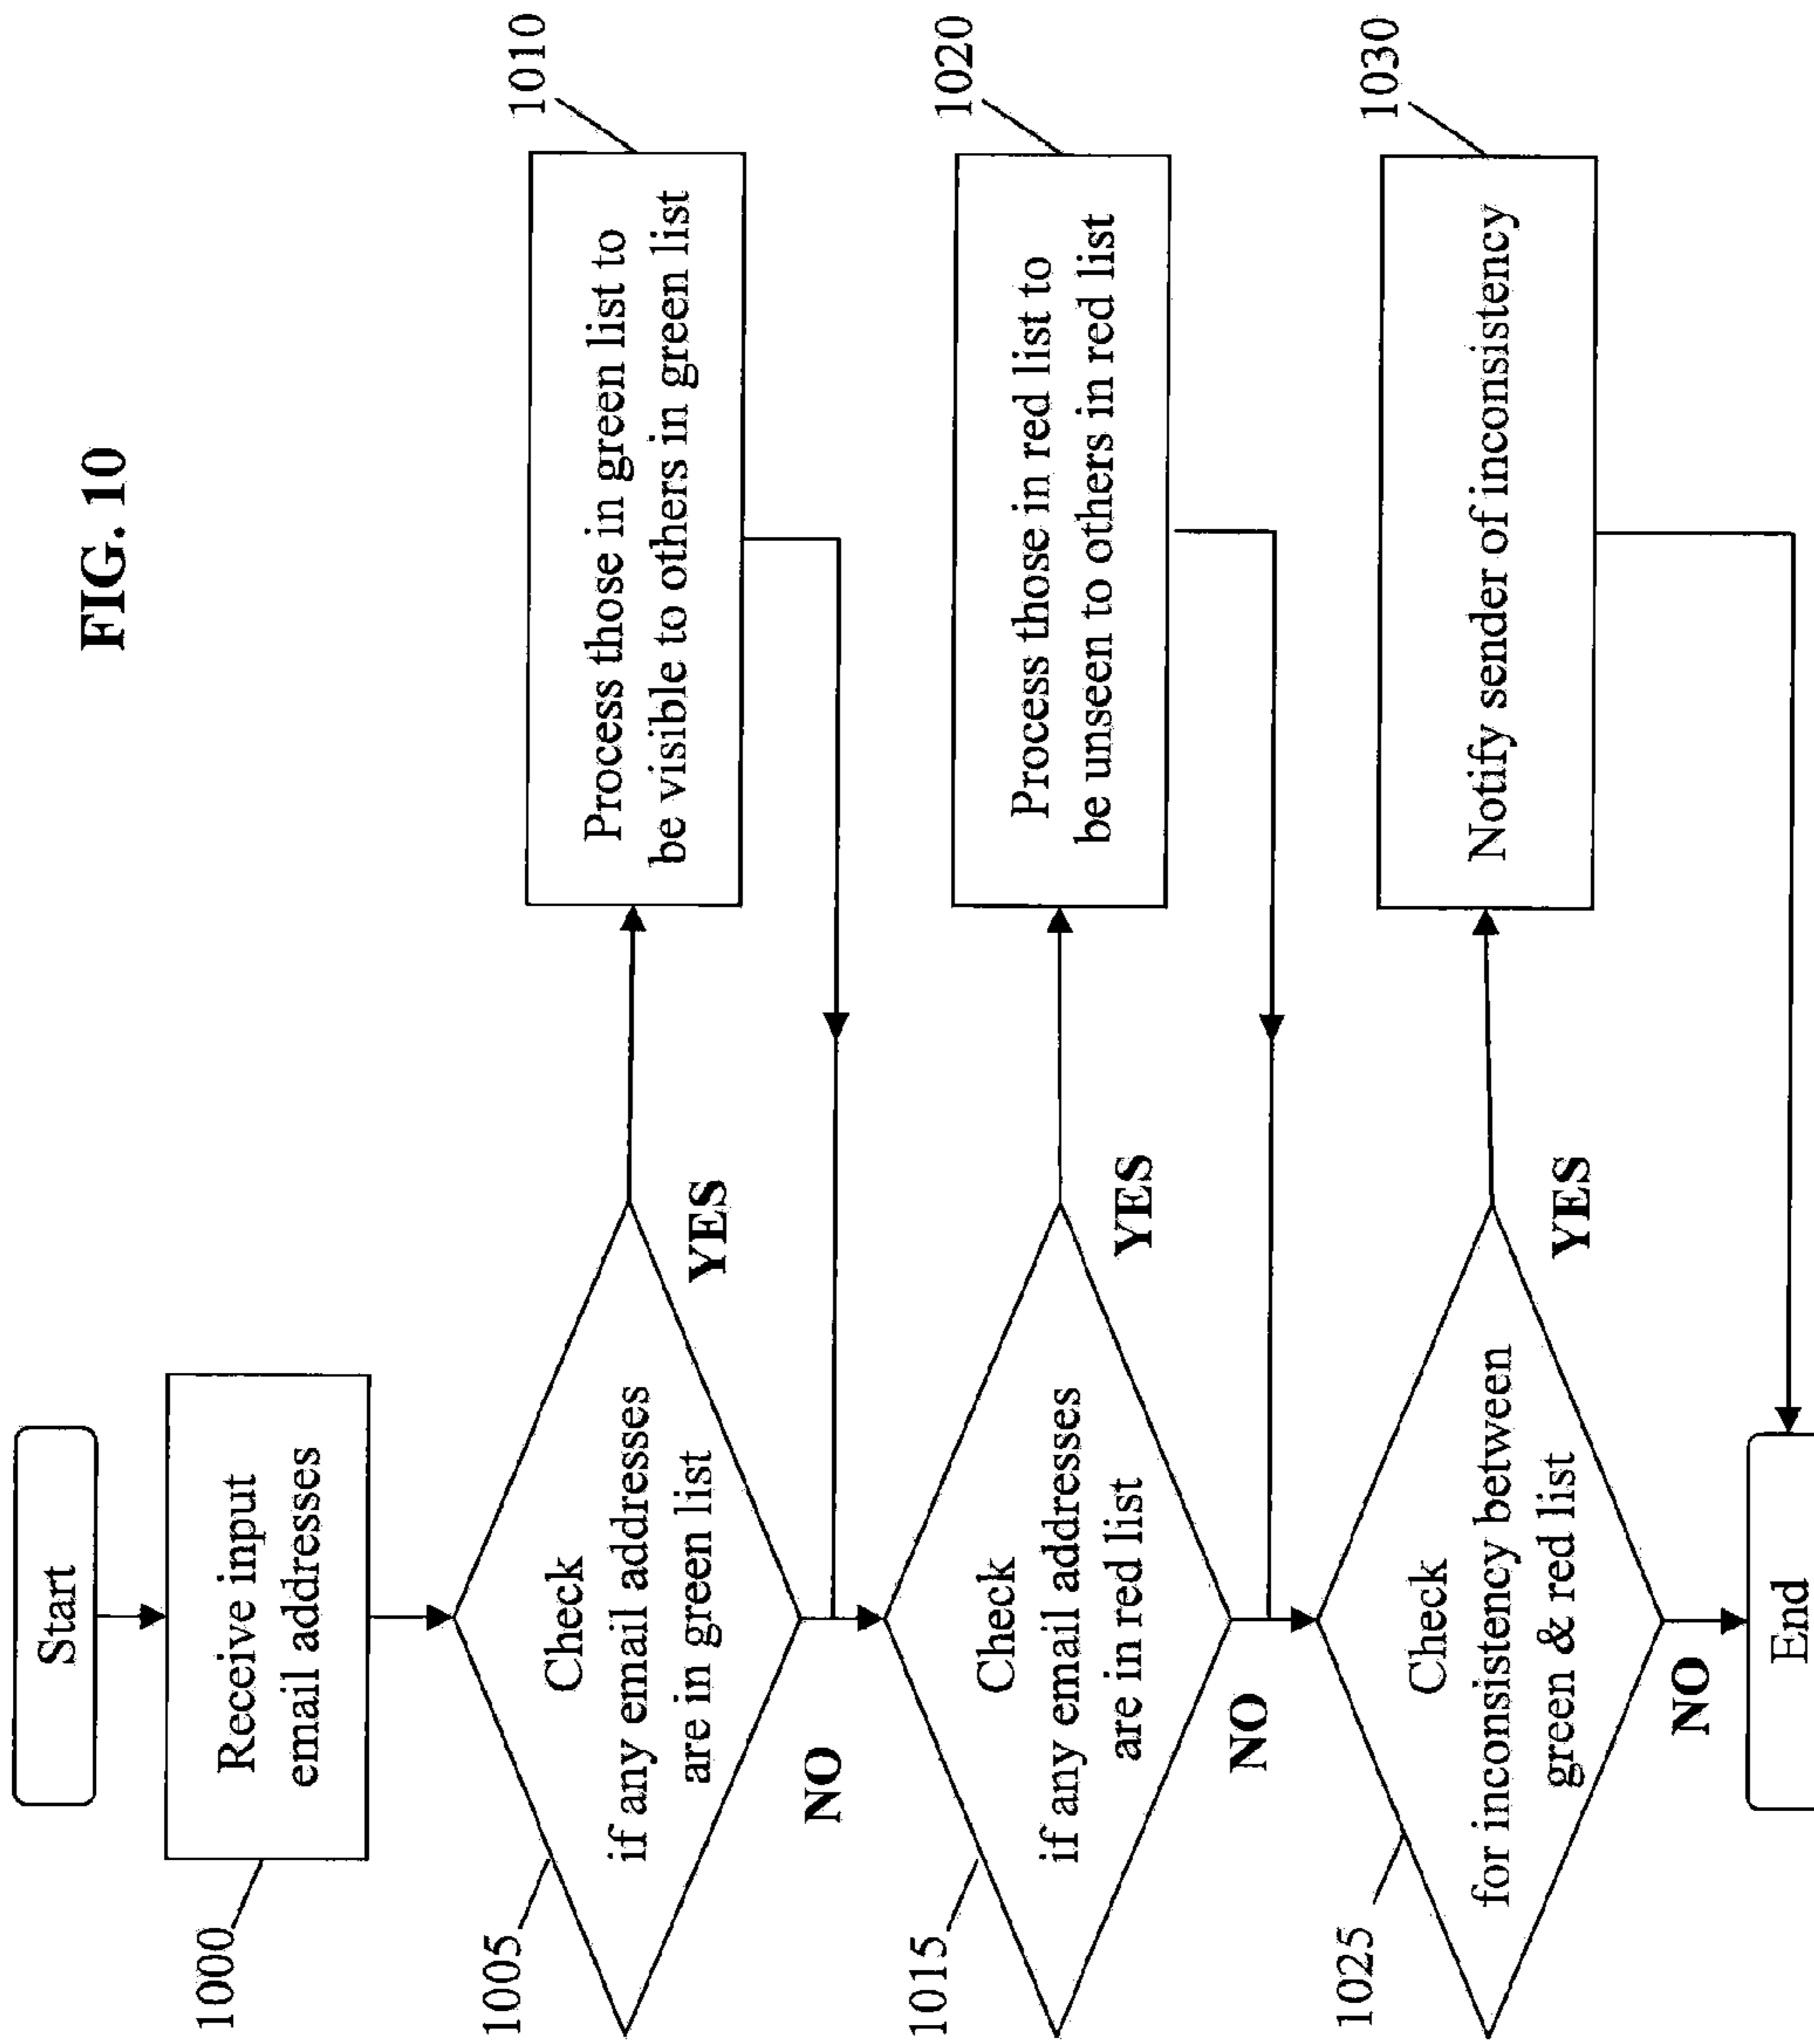 FIG. 10
Start
1000
Receive input
email addresses
1005
Check
if any email addresses
are in green list
YES
NO
1010
Process those in green list to
be visible to others in green list
1015
Check
if any email addresses
are in red list
YES
NO
1020
Process those in red list to
be unseen to others in red list
1025
Check
for inconsistency between
green & red list
YES
NO
1030
Notify sender of inconsistency
End